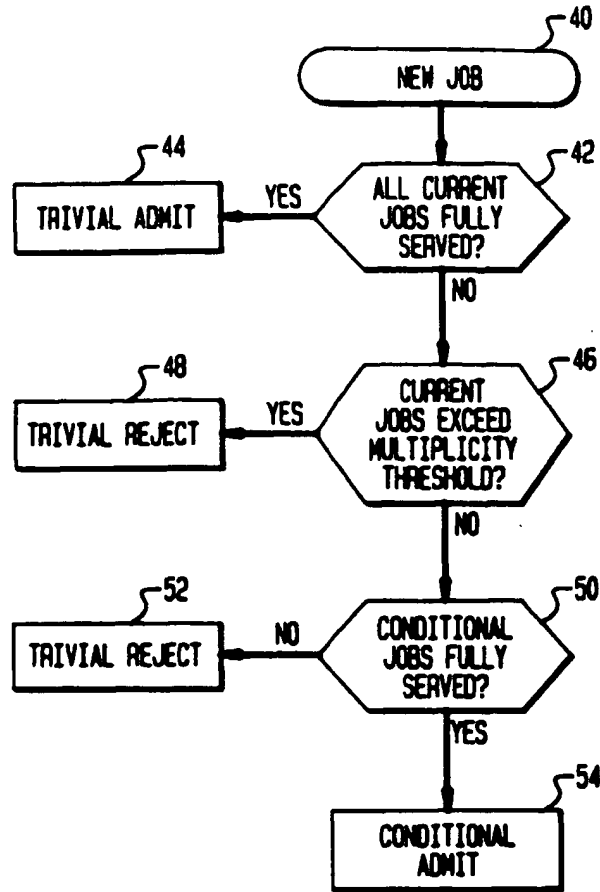 40
NEW JOB
44
42
TRIVIAL ADMIT
YES
ALL CURRENT
JOBS FULLY
SERVED?
NO
48
46
TRIVIAL REJECT
YES
CURRENT
JOBS EXCEED
MULTIPLICITY
THRESHOLD?
NO
52
50
TRIVIAL REJECT
NO
CONDITIONAL
JOBS FULLY
SERVED?
YES
54
CONDITIONAL
ADMIT